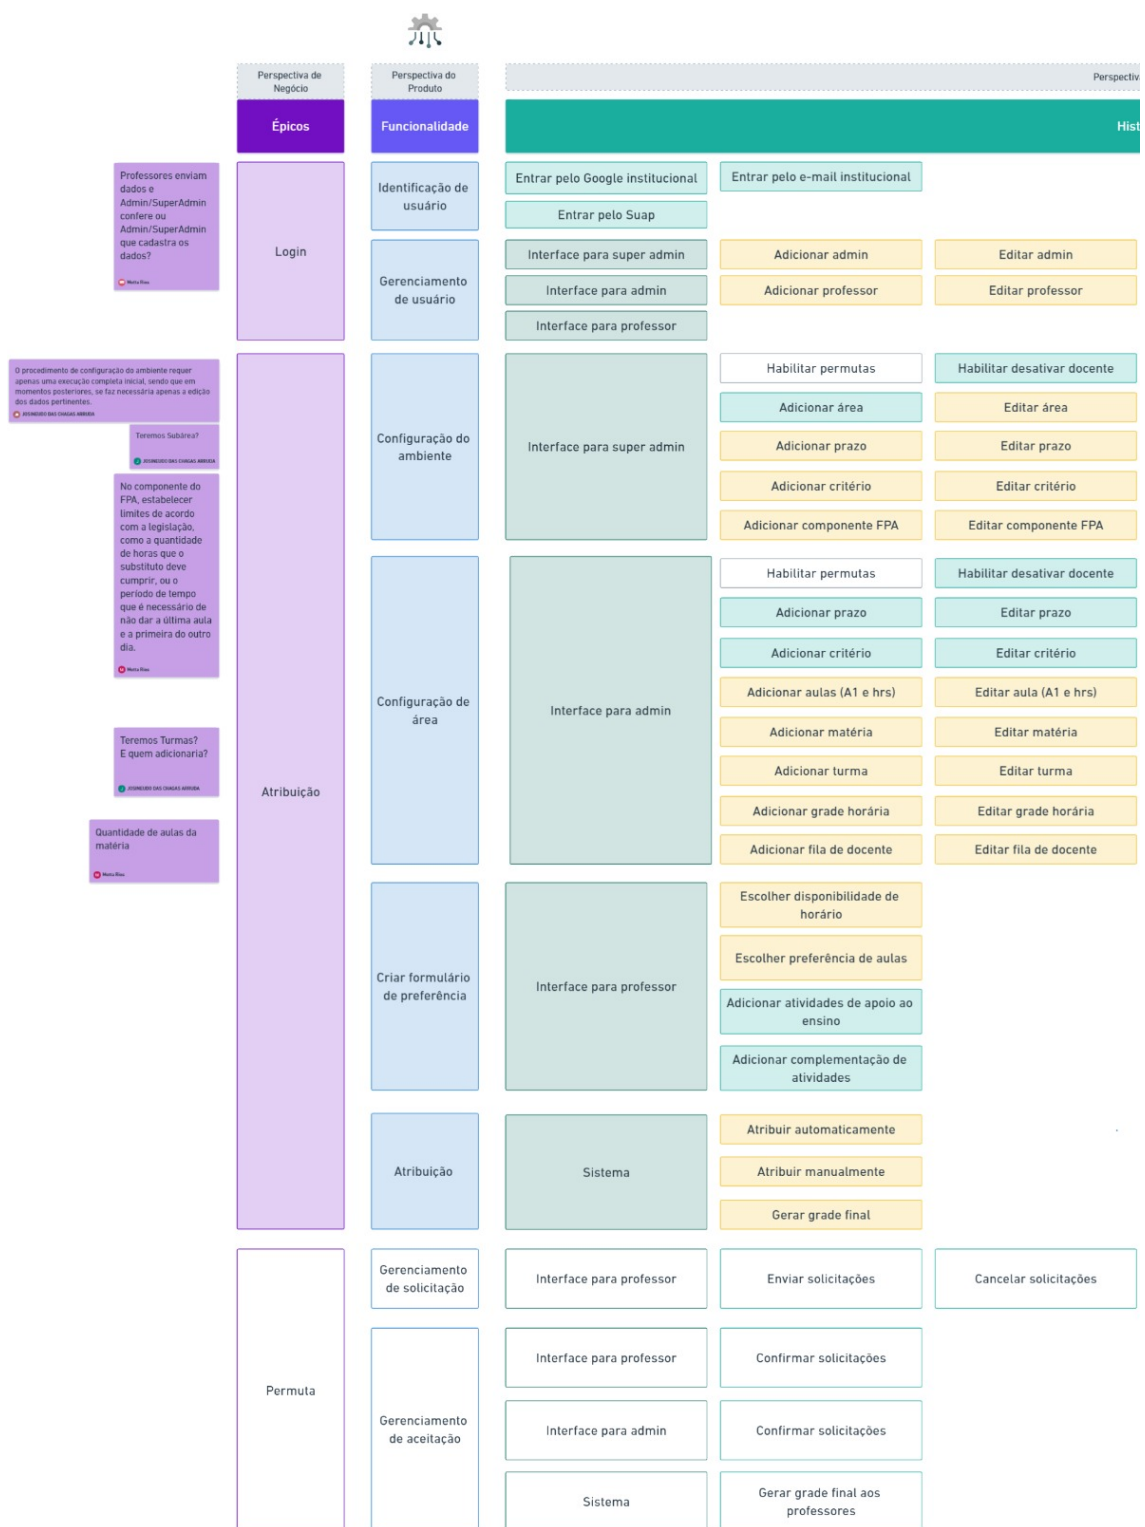 Perspectiva de
Negócio
Perspectiva do
Produto
Perspectiv
Épicos
Funcionalidade
Hist
Professores enviam
dados e
Admin/SuperAdmin
confere ou
Admin/SuperAdmin
que cadastra os
dados?
Login
Identificação de
usuário
Entrar pelo Google institucional
Entrar pelo e-mail institucional
Entrar pelo Suap
Gerenciamento
de usuário
Interface para super admin
Adicionar admin
Editar admin
Interface para admin
Adicionar professor
Editar professor
Interface para professor
O procedimento de configuração do ambiente requer
apenas uma execução completa inicial, sendo que em
momentos posteriores, se faz necessária apenas a edição
dos dados pertinentes.
JOSINEUDO DAS CHAGAS ARRUDA
Teremos Subárea?
JOSINEUDO DAS CHAGAS ARRUDA
No componente do
FPA, estabelecer
limites de acordo
com a legislação,
como a quantidade
de horas que o
substituto deve
cumprir, ou o
período de tempo
que é necessário de
não dar a última aula
e a primeira do outro
dia.
Teremos Turmas?
E quem adicionaria?
JOSINEUDO DAS CHAGAS ARRUDA
Quantidade de aulas da
matéria
Atribuição
Configuração do
ambiente
Interface para super admin
Habilitar permutas
Habilitar desativar docente
Adicionar área
Editar área
Adicionar prazo
Editar prazo
Adicionar critério
Editar critério
Adicionar componente FPA
Editar componente FPA
Configuração de
área
Interface para admin
Habilitar permutas
Habilitar desativar docente
Adicionar prazo
Editar prazo
Adicionar critério
Editar critério
Adicionar aulas (A1 e hrs)
Editar aula (A1 e hrs)
Adicionar matéria
Editar matéria
Adicionar turma
Editar turma
Adicionar grade horária
Editar grade horária
Adicionar fila de docente
Editar fila de docente
Criar formulário
de preferência
Interface para professor
Escolher disponibilidade de
horário
Escolher preferência de aulas
Adicionar atividades de apoio ao
ensino
Adicionar complementação de
atividades
Atribuição
Sistema
Atribuir automaticamente
Atribuir manualmente
Gerar grade final
Permuta
Gerenciamento
de solicitação
Interface para professor
Enviar solicitações
Cancelar solicitações
Gerenciamento
de aceitação
Interface para professor
Confirmar solicitações
Interface para admin
Confirmar solicitações
Sistema
Gerar grade final aos
professores